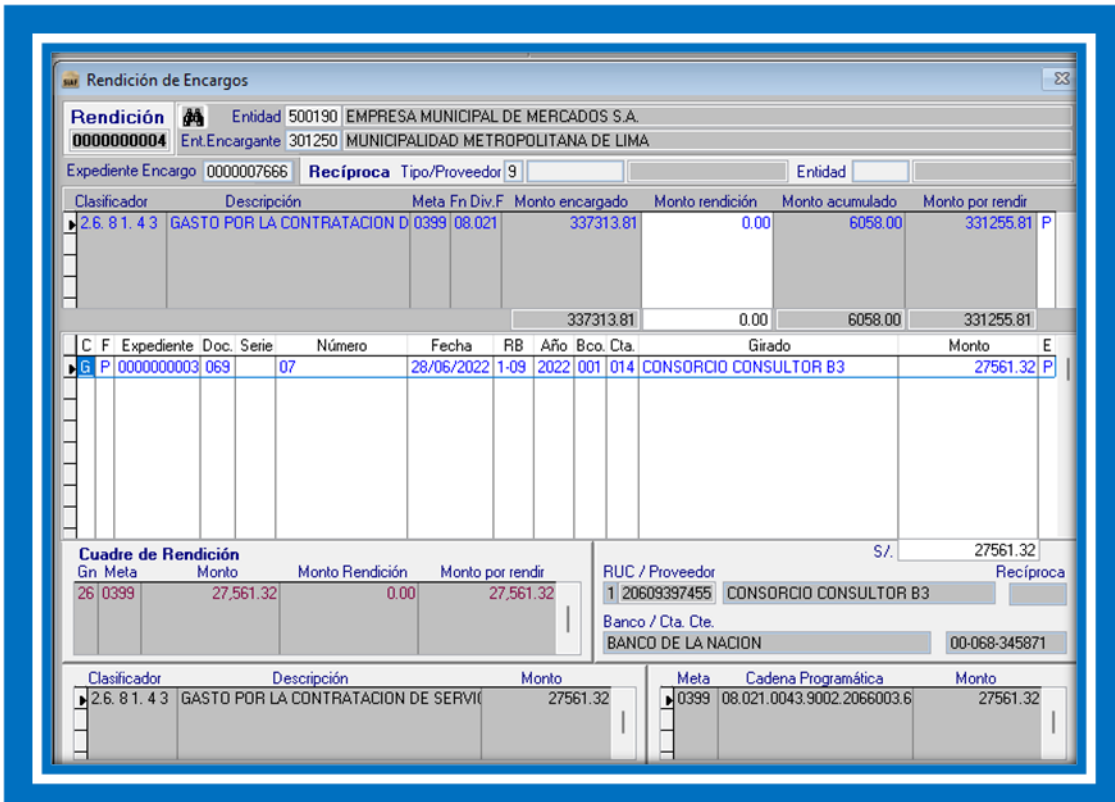 SIAF Rendición de Encargos
Rendición Entidad 500190 EMPRESA MUNICIPAL DE MERCADOS S.A.
0000000004 Ent.Encargante 301250 MUNICIPALIDAD METROPOLITANA DE LIMA
Expediente Encargo 0000007666 Recíproca Tipo/Proveedor 9 Entidad
Clasificador Descripción Meta Fn Div.F Monto encargado Monto rendición Monto acumulado Monto por rendir
2.6. 8 1. 4 3 GASTO POR LA CONTRATACION D 0399 08.021 337313.81 0.00 6058.00 331255.81 P
337313.81 0.00 6058.00 331255.81
C F Expediente Doc. Serie Número Fecha RB Año Bco. Cta. Girado Monto E
G P 0000000003 069 07 28/06/2022 1-09 2022 001 014 CONSORCIO CONSULTOR B3 27561.32 P
S/. 27561.32
Cuadre de Rendición
Gn Meta Monto Monto Rendición Monto por rendir
26 0399 27,561.32 0.00 27,561.32
RUC / Proveedor Recíproca
1 20609397455 CONSORCIO CONSULTOR B3
Banco / Cta. Cte.
BANCO DE LA NACION 00-068-345871
Clasificador Descripción Monto
2.6. 8 1. 4 3 GASTO POR LA CONTRATACION DE SERVI 27561.32
Meta Cadena Programática Monto
0399 08.021.0043.9002.2066003.6 27561.32